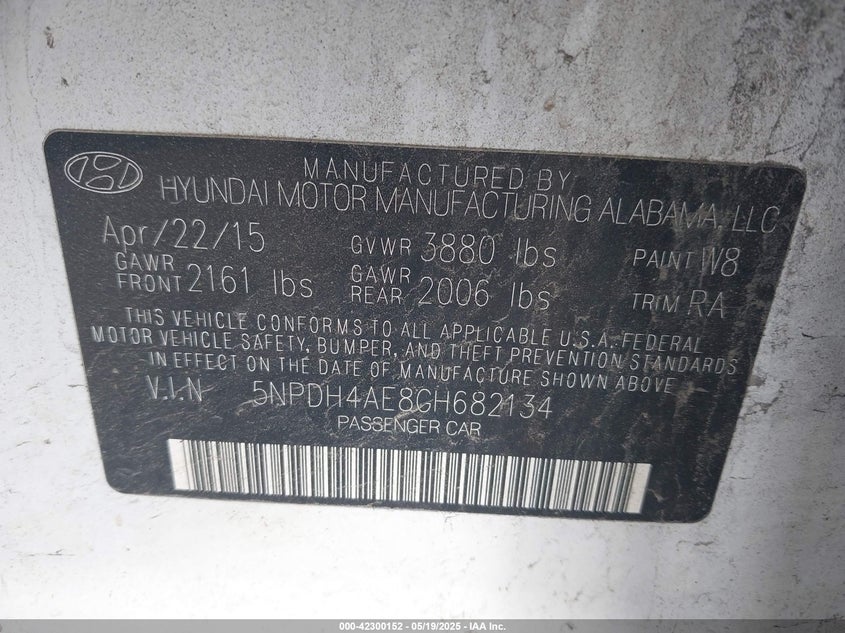 MANUFACTURED BY
HYUNDAI MOTOR MANUFACTURING ALABAMA, LLC
Apr/22/15 GVWR 3880 lbs PAINT W8
GAWR FRONT 2161 lbs GAWR REAR 2006 lbs TRIM RA
THIS VEHICLE CONFORMS TO ALL APPLICABLE U.S.A. FEDERAL
MOTOR VEHICLE SAFETY, BUMPER, AND THEFT PREVENTION STANDARDS
IN EFFECT ON THE DATE OF MANUFACTURE SHOWN ABOVE
V.I.N 5NPDH4AE8GH682134
PASSENGER CAR
000-42300152 - 05/19/2025 - IAA Inc.